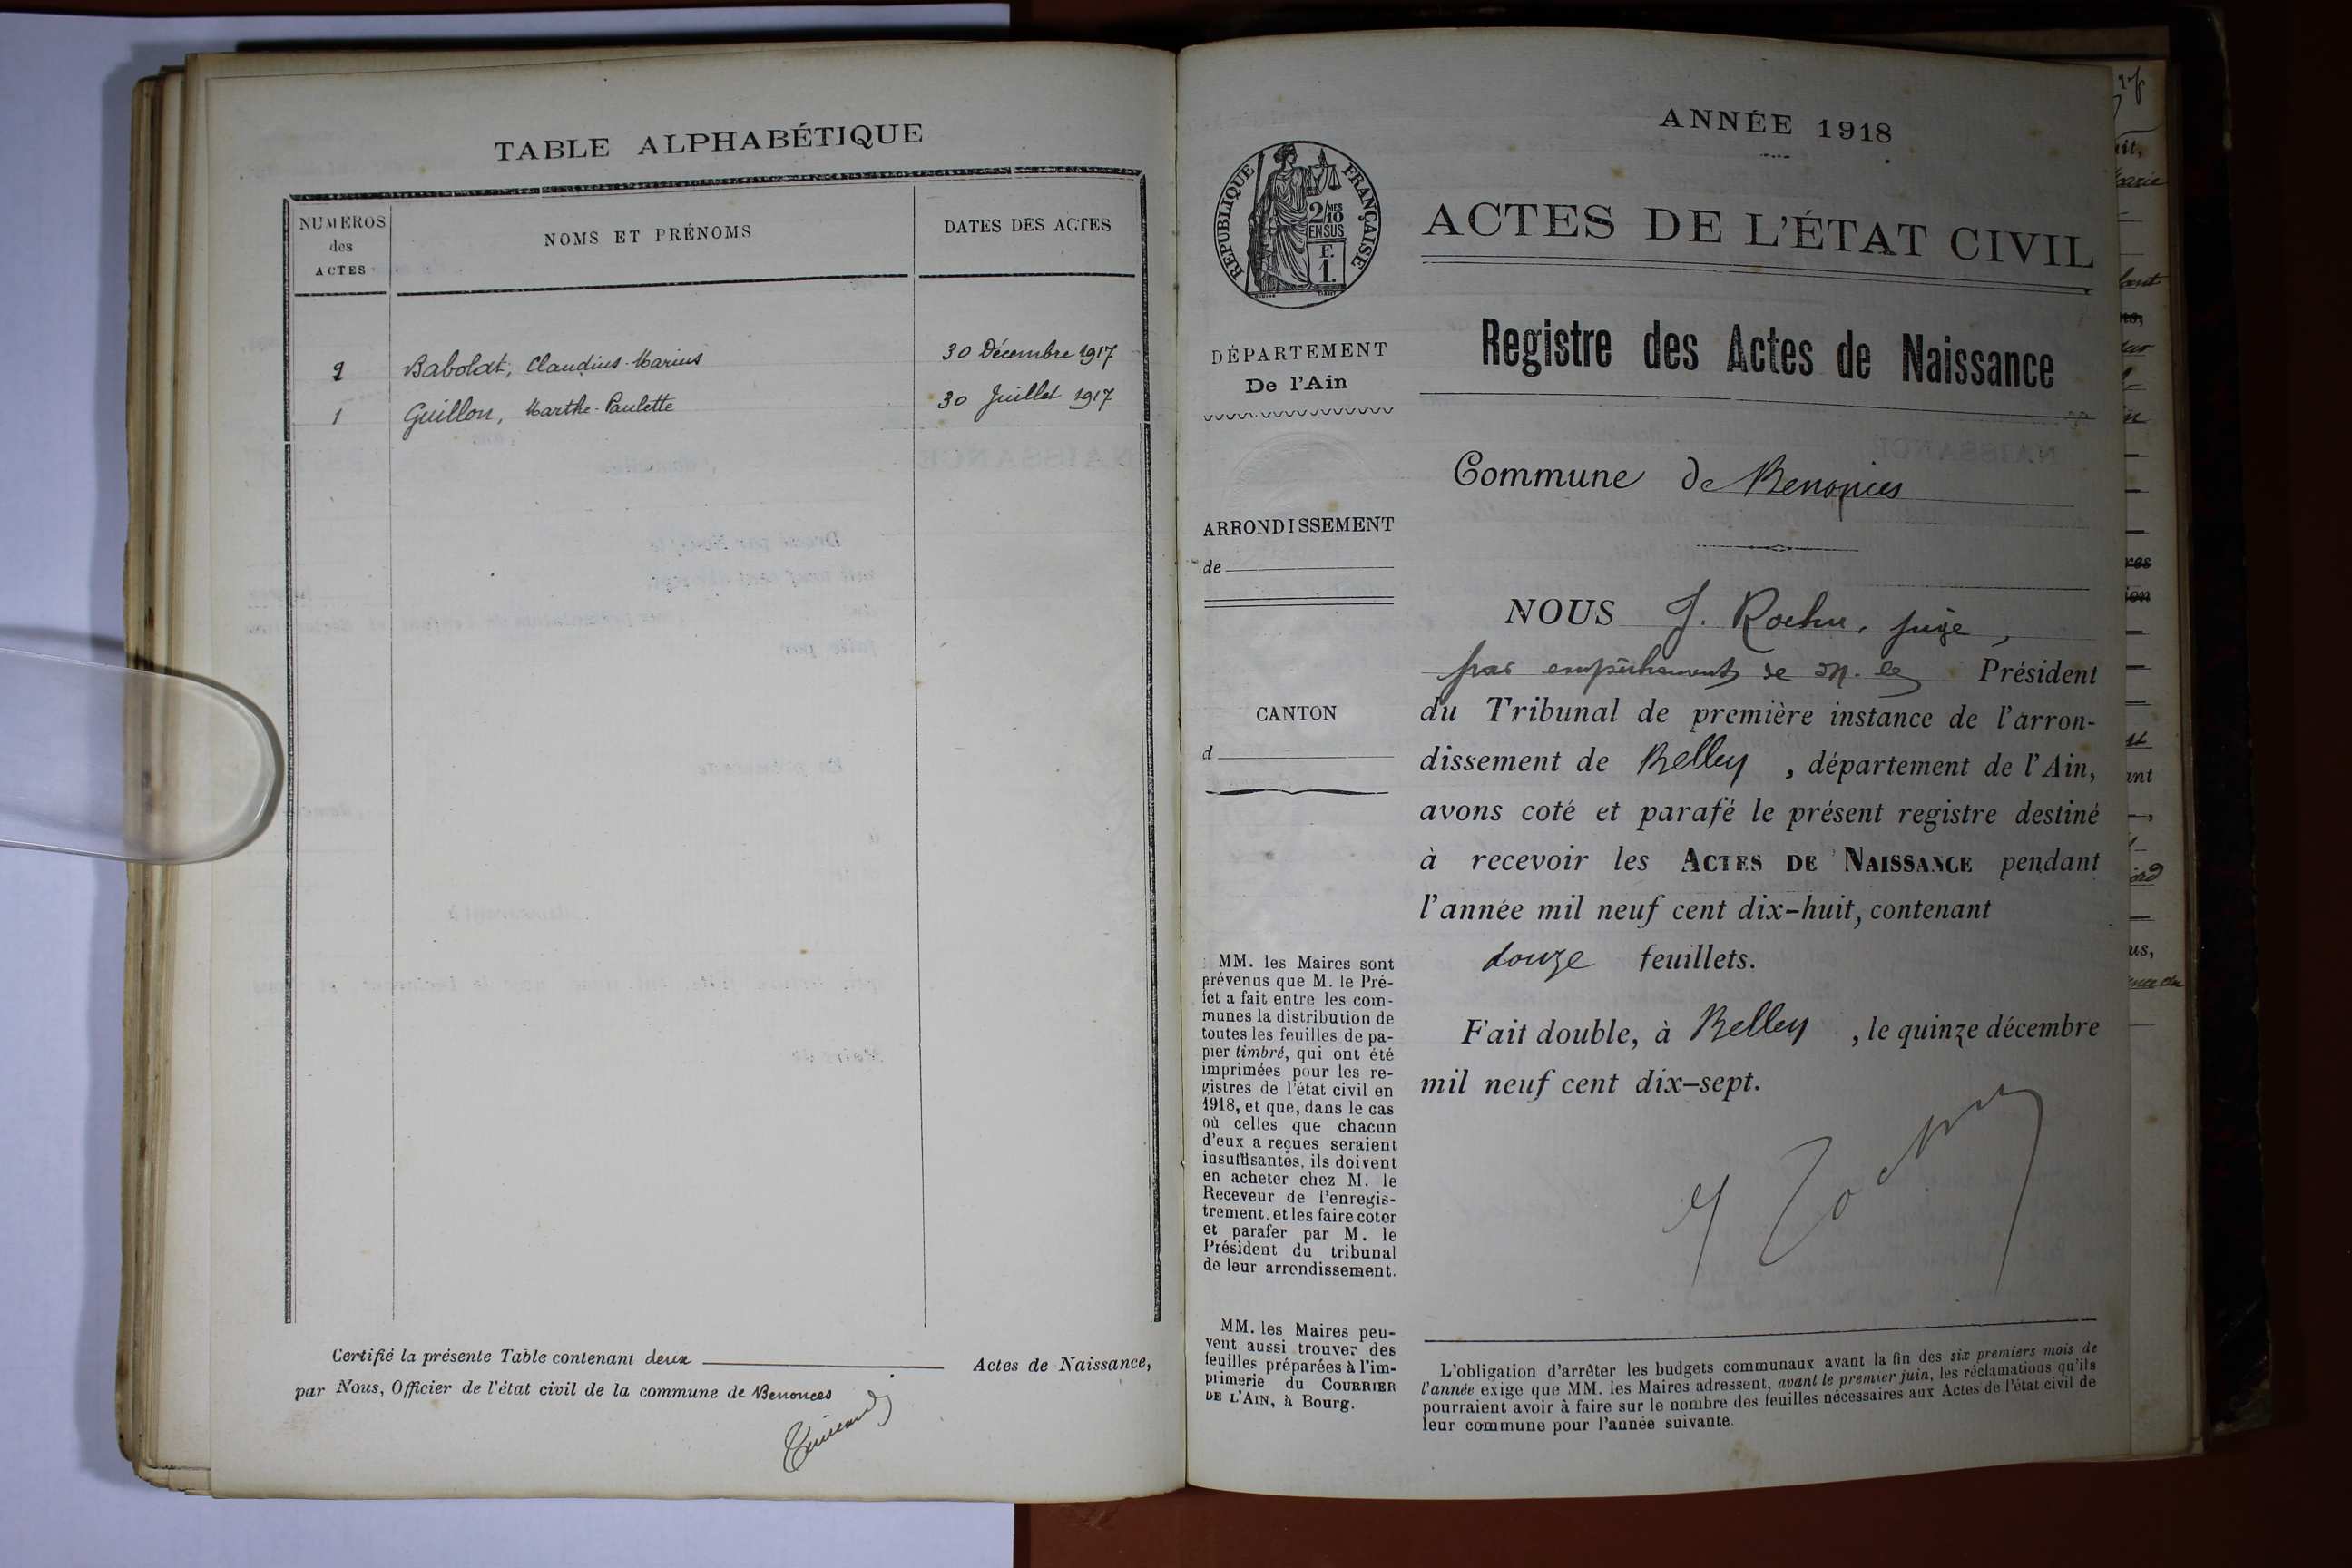 TABLE ALPHABÉTIQUE
NUMÉROS
des
ACTES
NOMS ET PRÉNOMS
DATES DES ACTES
2 Babolat, Claudius-Marius 30 Décembre 1917
1 Guillon, Marthe-Paulette 30 Juillet 1917
Certifié la présente Table contenant deux Actes de Naissance,
par Nous, Officier de l'état civil de la commune de Benonces
ANNÉE 1918
RÉPUBLIQUE FRANÇAISE
2/MES
10
EN SUS
F.
1.
ACTES DE L'ÉTAT CIVIL
DÉPARTEMENT
De l'Ain
ARRONDISSEMENT
de
CANTON
d
MM. les Maires sont
prévenus que M. le Pré-
fet a fait entre les com-
munes la distribution de
toutes les feuilles de pa-
pier timbré, qui ont été
imprimées pour les re-
gistres de l'état civil en
1918, et que, dans le cas
où celles que chacun
d'eux a reçues seraient
insuffisantes, ils doivent
en acheter chez M. le
Receveur de l'enregis-
trement, et les faire coter
et parafer par M. le
Président du tribunal
de leur arrondissement.
MM. les Maires peu-
vent aussi trouver des
feuilles préparées à l'im-
primerie du COURRIER
DE L'AIN, à Bourg.
Registre des Actes de Naissance
Commune de Benonces
NOUS J. Rochu, juge,
par empêchement de M. le Président
du Tribunal de première instance de l'arron-
dissement de Belley, département de l'Ain,
avons coté et parafé le présent registre destiné
à recevoir les ACTES DE NAISSANCE pendant
l'année mil neuf cent dix-huit, contenant
douze feuillets.
Fait double, à Belley, le quinze décembre
mil neuf cent dix-sept.
L'obligation d'arrêter les budgets communaux avant la fin des six premiers mois de
l'année exige que MM. les Maires adressent, avant le premier juin, les réclamations qu'ils
pourraient avoir à faire sur le nombre des feuilles nécessaires aux Actes de l'état civil de
leur commune pour l'année suivante.